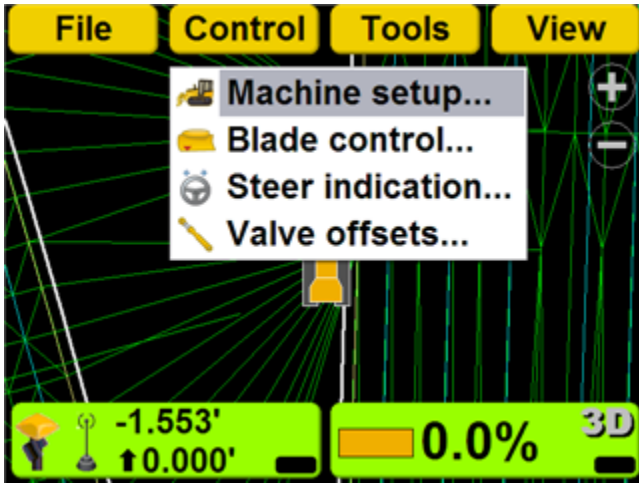 File Control Tools View
Machine setup...
Blade control...
Steer indication...
Valve offsets...
-1.553'
0.000'
0.0%
3D